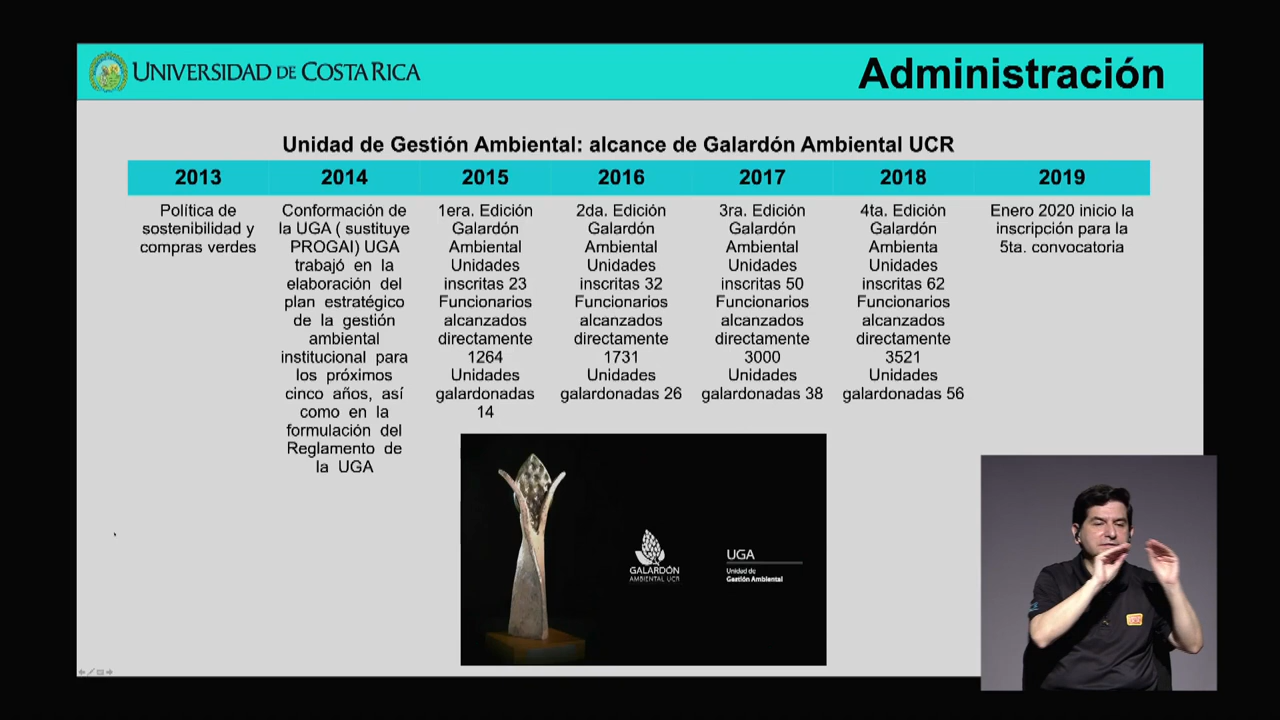 UNIVERSIDAD DE COSTA RICA
Administración
Unidad de Gestión Ambiental: alcance de Galardón Ambiental UCR
2013
Política de
sostenibilidad y
compras verdes
2014
Conformación de
la UGA ( sustituye
PROGAI) UGA
trabajó en la
elaboración del
plan estratégico
de la gestión
ambiental
institucional para
los próximos
cinco años, así
como en la
formulación del
Reglamento de
la UGA
2015
1era. Edición
Galardón
Ambiental
Unidades
inscritas 23
Funcionarios
alcanzados
directamente
1264
Unidades
galardonadas
14
2016
2da. Edición
Galardón
Ambiental
Unidades
inscritas 32
Funcionarios
alcanzados
directamente
1731
Unidades
galardonadas 26
2017
3ra. Edición
Galardón
Ambiental
Unidades
inscritas 50
Funcionarios
alcanzados
directamente
3000
Unidades
galardonadas 38
2018
4ta. Edición
Galardón
Ambienta
Unidades
inscritas 62
Funcionarios
alcanzados
directamente
3521
Unidades
galardonadas 56
2019
Enero 2020 inicio la
inscripción para la
5ta. convocatoria
GALARDÓN
AMBIENTAL UCR
UGA
Unidad de
Gestión Ambiental